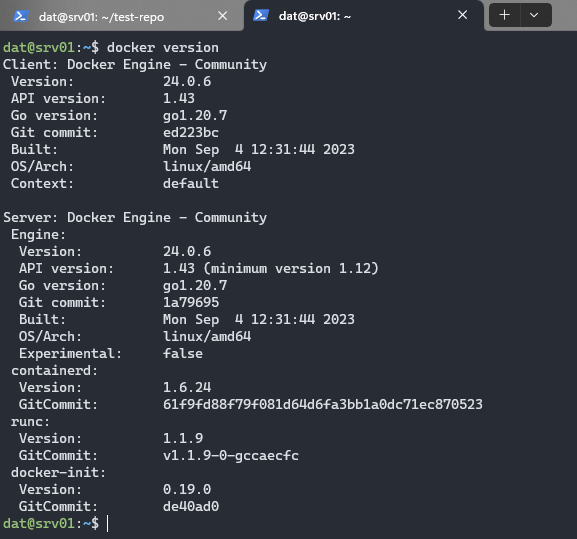 dat@srv01: ~/test-repo
dat@srv01: ~
dat@srv01:~$ docker version
Client: Docker Engine - Community
 Version:           24.0.6
 API version:       1.43
 Go version:        go1.20.7
 Git commit:        ed223bc
 Built:             Mon Sep  4 12:31:44 2023
 OS/Arch:           linux/amd64
 Context:           default

Server: Docker Engine - Community
 Engine:
  Version:          24.0.6
  API version:      1.43 (minimum version 1.12)
  Go version:       go1.20.7
  Git commit:       1a79695
  Built:            Mon Sep  4 12:31:44 2023
  OS/Arch:          linux/amd64
  Experimental:     false
 containerd:
  Version:          1.6.24
  GitCommit:        61f9fd88f79f081d64d6fa3bb1a0dc71ec870523
 runc:
  Version:          1.1.9
  GitCommit:        v1.1.9-0-gccaecfc
 docker-init:
  Version:          0.19.0
  GitCommit:        de40ad0
dat@srv01:~$